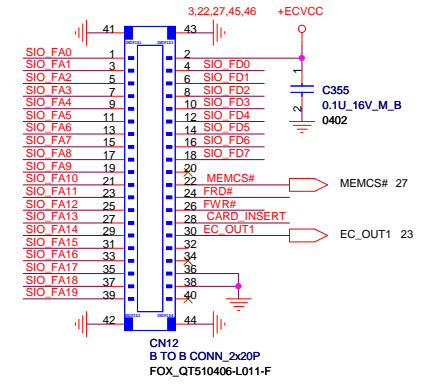 3,22,27,45,46 +ECVCC
41 43
SIO_FA0 1 2
SIO_FA1 3 4 SIO_FD0
SIO_FA2 5 6 SIO_FD1
SIO_FA3 7 8 SIO_FD2
SIO_FA4 9 10 SIO_FD3
SIO_FA5 11 12 SIO_FD4
SIO_FA6 13 14 SIO_FD5
SIO_FA7 15 16 SIO_FD6
SIO_FA8 17 18 SIO_FD7
SIO_FA9 19 20
SIO_FA10 21 22 MEMCS# MEMCS# 27
SIO_FA11 23 24 FRD#
SIO_FA12 25 26 FWR#
SIO_FA13 27 28 CARD_INSERT
SIO_FA14 29 30 EC_OUT1 EC_OUT1 23
SIO_FA15 31 32
SIO_FA16 33 34
SIO_FA17 35 36
SIO_FA18 37 38
SIO_FA19 39 40
42 44
1
C355
0.1U_16V_M_B
2
0402
CN12
B TO B CONN_2x20P
FOX_QT510406-L011-F